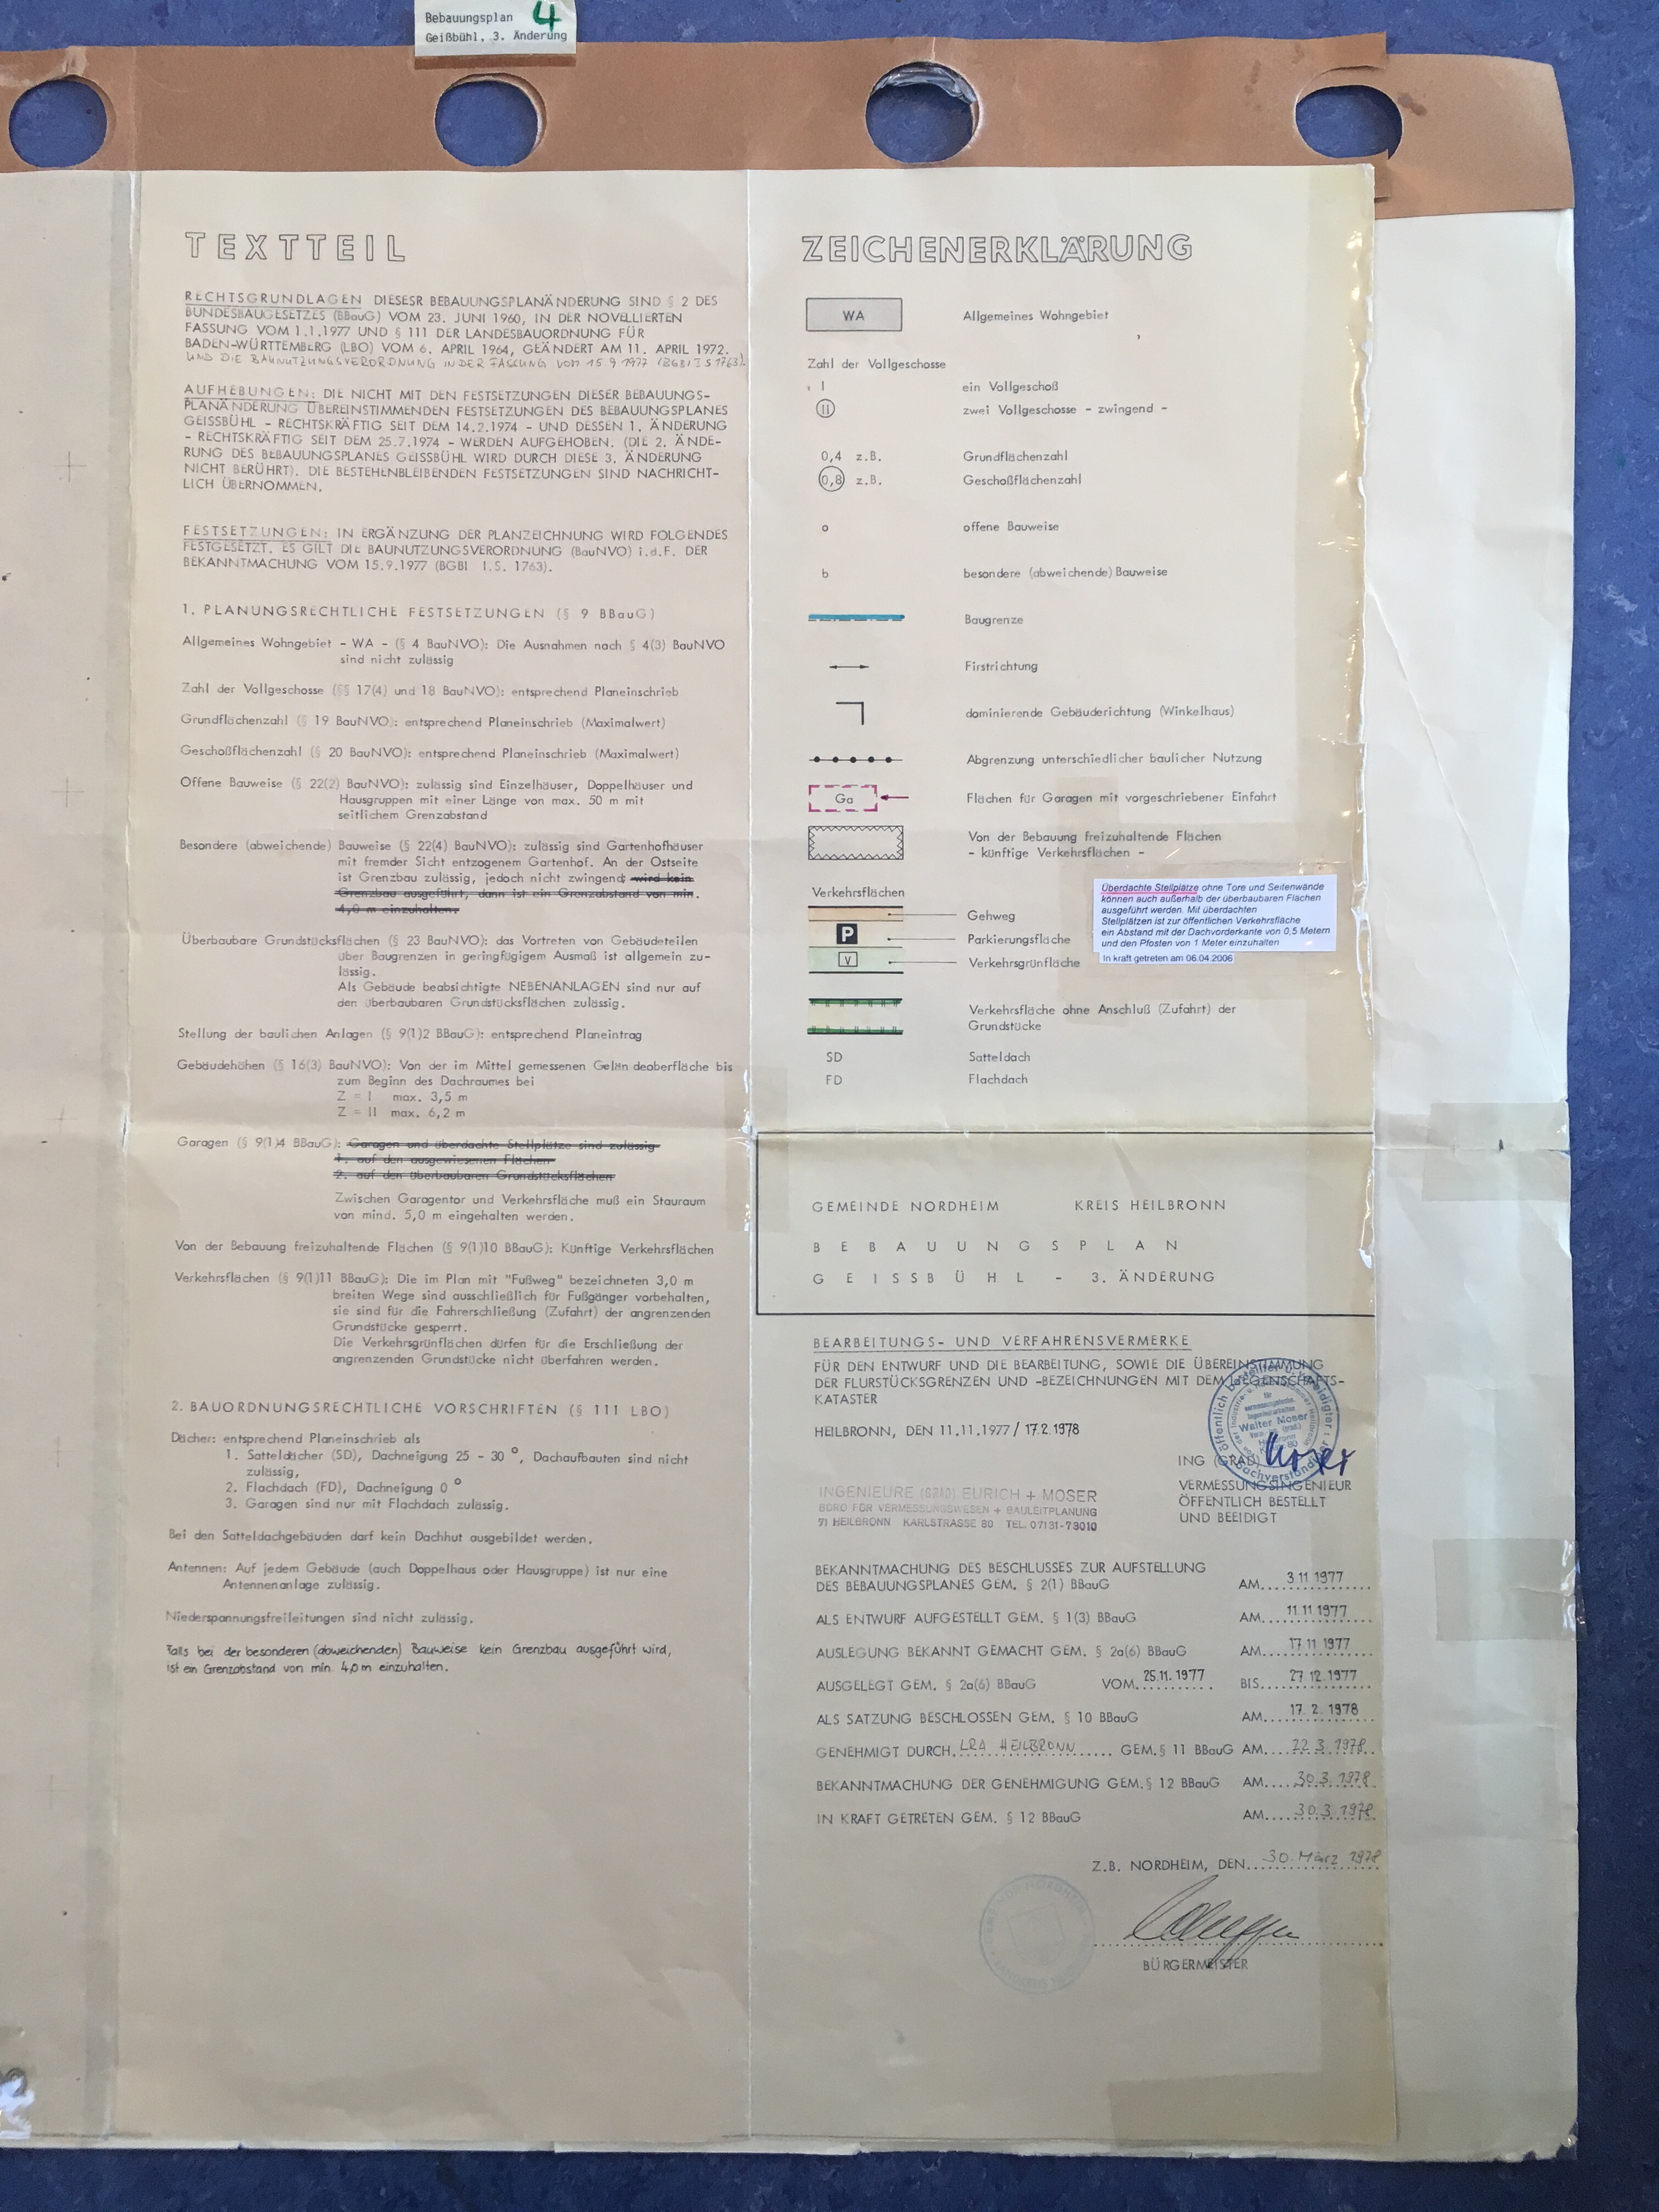 Bebauungsplan 4
Geißbühl, 3. Änderung
TEXTTEIL
RECHTSGRUNDLAGEN DIESESR BEBAUUNGSPLANÄNDERUNG SIND § 2 DES
BUNDESBAUGESETZES (BBauG) VOM 23. JUNI 1960, IN DER NOVELLIERTEN
FASSUNG VOM 1.1.1977 UND § 111 DER LANDESBAUORDNUNG FÜR
BADEN-WÜRTTEMBERG (LBO) VOM 6. APRIL 1964, GEÄNDERT AM 11. APRIL 1972.
UND DIE BAUNUTZUNGSVERORDNUNG IN DER FASSUNG VOM 15.9.1977 (BGBl I S 1763).
AUFHEBUNGEN: DIE NICHT MIT DEN FESTSETZUNGEN DIESER BEBAUUNGS-
PLANÄNDERUNG ÜBEREINSTIMMENDEN FESTSETZUNGEN DES BEBAUUNGSPLANES
GEISSBÜHL - RECHTSKRÄFTIG SEIT DEM 14.2.1974 - UND DESSEN 1. ÄNDERUNG
- RECHTSKRÄFTIG SEIT DEM 25.7.1974 - WERDEN AUFGEHOBEN. (DIE 2. ÄNDE-
RUNG DES BEBAUUNGSPLANES GEISSBÜHL WIRD DURCH DIESE 3. ÄNDERUNG
NICHT BERÜHRT). DIE BESTEHENBLEIBENDEN FESTSETZUNGEN SIND NACHRICHT-
LICH ÜBERNOMMEN.
FESTSETZUNGEN: IN ERGÄNZUNG DER PLANZEICHNUNG WIRD FOLGENDES
FESTGESETZT. ES GILT DIE BAUNUTZUNGSVERORDNUNG (BauNVO) i.d.F. DER
BEKANNTMACHUNG VOM 15.9.1977 (BGBl I.S. 1763).
1. PLANUNGSRECHTLICHE FESTSETZUNGEN (§ 9 BBauG)
Allgemeines Wohngebiet - WA - (§ 4 BauNVO): Die Ausnahmen nach § 4(3) BauNVO
sind nicht zulässig
Zahl der Vollgeschosse (§§ 17(4) und 18 BauNVO): entsprechend Planeinschrieb
Grundflächenzahl (§ 19 BauNVO): entsprechend Planeinschrieb (Maximalwert)
Geschoßflächenzahl (§ 20 BauNVO): entsprechend Planeinschrieb (Maximalwert)
Offene Bauweise (§ 22(2) BauNVO): zulässig sind Einzelhäuser, Doppelhäuser und
Hausgruppen mit einer Länge von max. 50 m mit
seitlichem Grenzabstand
Besondere (abweichende) Bauweise (§ 22(4) BauNVO): zulässig sind Gartenhofhäuser
mit fremder Sicht entzogenem Gartenhof. An der Ostseite
ist Grenzbau zulässig, jedoch nicht zwingend; wird kein
Grenzbau ausgeführt, dann ist ein Grenzabstand von min.
4,0 m einzuhalten.
Überbaubare Grundstücksflächen (§ 23 BauNVO): das Vortreten von Gebäudeteilen
über Baugrenzen in geringfügigem Ausmaß ist allgemein zu-
lässig.
Als Gebäude beabsichtigte NEBENANLAGEN sind nur auf
den überbaubaren Grundstücksflächen zulässig.
Stellung der baulichen Anlagen (§ 9(1)2 BBauG): entsprechend Planeintrag
Gebäudehöhen (§ 16(3) BauNVO): Von der im Mittel gemessenen Gelän deoberfläche bis
zum Beginn des Dachraumes bei
Z = I max. 3,5 m
Z = II max. 6,2 m
Garagen (§ 9(1)4 BBauG): Garagen und überdachte Stellplätze sind zulässig
1. auf den ausgewiesenen Flächen
2. auf den überbaubaren Grundstücksflächen
Zwischen Garagentor und Verkehrsfläche muß ein Stauraum
von mind. 5,0 m eingehalten werden.
Von der Bebauung freizuhaltende Flächen (§ 9(1)10 BBauG): Künftige Verkehrsflächen
Verkehrsflächen (§ 9(1)11 BBauG): Die im Plan mit "Fußweg" bezeichneten 3,0 m
breiten Wege sind ausschließlich für Fußgänger vorbehalten,
sie sind für die Fahrerschließung (Zufahrt) der angrenzenden
Grundstücke gesperrt.
Die Verkehrsgrünflächen dürfen für die Erschließung der
angrenzenden Grundstücke nicht überfahren werden.
2. BAUORDNUNGSRECHTLICHE VORSCHRIFTEN (§ 111 LBO)
Dächer: entsprechend Planeinschrieb als
1. Satteldächer (SD), Dachneigung 25 - 30 °, Dachaufbauten sind nicht
zulässig,
2. Flachdach (FD), Dachneigung 0 °
3. Garagen sind nur mit Flachdach zulässig.
Bei den Satteldachgebäuden darf kein Dachhut ausgebildet werden.
Antennen: Auf jedem Gebäude (auch Doppelhaus oder Hausgruppe) ist nur eine
Antennenanlage zulässig.
Niederspannungsfreileitungen sind nicht zulässig.
Falls bei der besonderen (abweichenden) Bauweise kein Grenzbau ausgeführt wird,
ist ein Grenzabstand von min. 4,0 m einzuhalten.
ZEICHENERKLÄRUNG
WA Allgemeines Wohngebiet
Zahl der Vollgeschosse
I ein Vollgeschoß
II zwei Vollgeschosse - zwingend -
0,4 z.B. Grundflächenzahl
0,8 z.B. Geschoßflächenzahl
o offene Bauweise
b besondere (abweichende) Bauweise
Baugrenze
Firstrichtung
dominierende Gebäuderichtung (Winkelhaus)
Abgrenzung unterschiedlicher baulicher Nutzung
Ga Flächen für Garagen mit vorgeschriebener Einfahrt
Von der Bebauung freizuhaltende Flächen
- künftige Verkehrsflächen -
Verkehrsflächen
Gehweg
P Parkierungsfläche
V Verkehrsgrünfläche
Überdachte Stellplätze ohne Tore und Seitenwände
können auch außerhalb der überbaubaren Flächen
ausgeführt werden. Mit überdachten
Stellplätzen ist zur öffentlichen Verkehrsfläche
ein Abstand mit der Dachvorderkante von 0,5 Metern
und den Pfosten von 1 Meter einzuhalten
In kraft getreten am 06.04.2006
Verkehrsfläche ohne Anschluß (Zufahrt) der
Grundstücke
SD Satteldach
FD Flachdach
GEMEINDE NORDHEIM KREIS HEILBRONN
BEBAUUNGSPLAN
GEISSBÜHL - 3. ÄNDERUNG
BEARBEITUNGS- UND VERFAHRENSVERMERKE
FÜR DEN ENTWURF UND DIE BEARBEITUNG, SOWIE DIE ÜBEREINSTIMMUNG
DER FLURSTÜCKSGRENZEN UND -BEZEICHNUNGEN MIT DEM LIEGENSCHAFTS-
KATASTER
HEILBRONN, DEN 11.11.1977 / 17.2.1978
Walter Moser
ING (GRAD)
VERMESSUNGSINGENIEUR
ÖFFENTLICH BESTELLT
UND BEEIDIGT
INGENIEURE (GRAD) EURICH + MOSER
BÜRO FÜR VERMESSUNGSWESEN + BAULEITPLANUNG
71 HEILBRONN KARLSTRASSE 80 TEL. 07131-73010
BEKANNTMACHUNG DES BESCHLUSSES ZUR AUFSTELLUNG
DES BEBAUUNGSPLANES GEM. § 2(1) BBauG AM 3.11 1977
ALS ENTWURF AUFGESTELLT GEM. § 1(3) BBauG AM 11.11.1977
AUSLEGUNG BEKANNT GEMACHT GEM. § 2a(6) BBauG AM 17.11 1977
AUSGELEGT GEM. § 2a(6) BBauG VOM 25.11.1977 BIS 27.12.1977
ALS SATZUNG BESCHLOSSEN GEM. § 10 BBauG AM 17. 2. 1978
GENEHMIGT DURCH LRA HEILBRONN GEM. § 11 BBauG AM 22.3.1978
BEKANNTMACHUNG DER GENEHMIGUNG GEM. § 12 BBauG AM 30.3.1978
IN KRAFT GETRETEN GEM. § 12 BBauG AM 30.3.1978
Z.B. NORDHEIM, DEN 30. März 1978
BÜRGERMEISTER